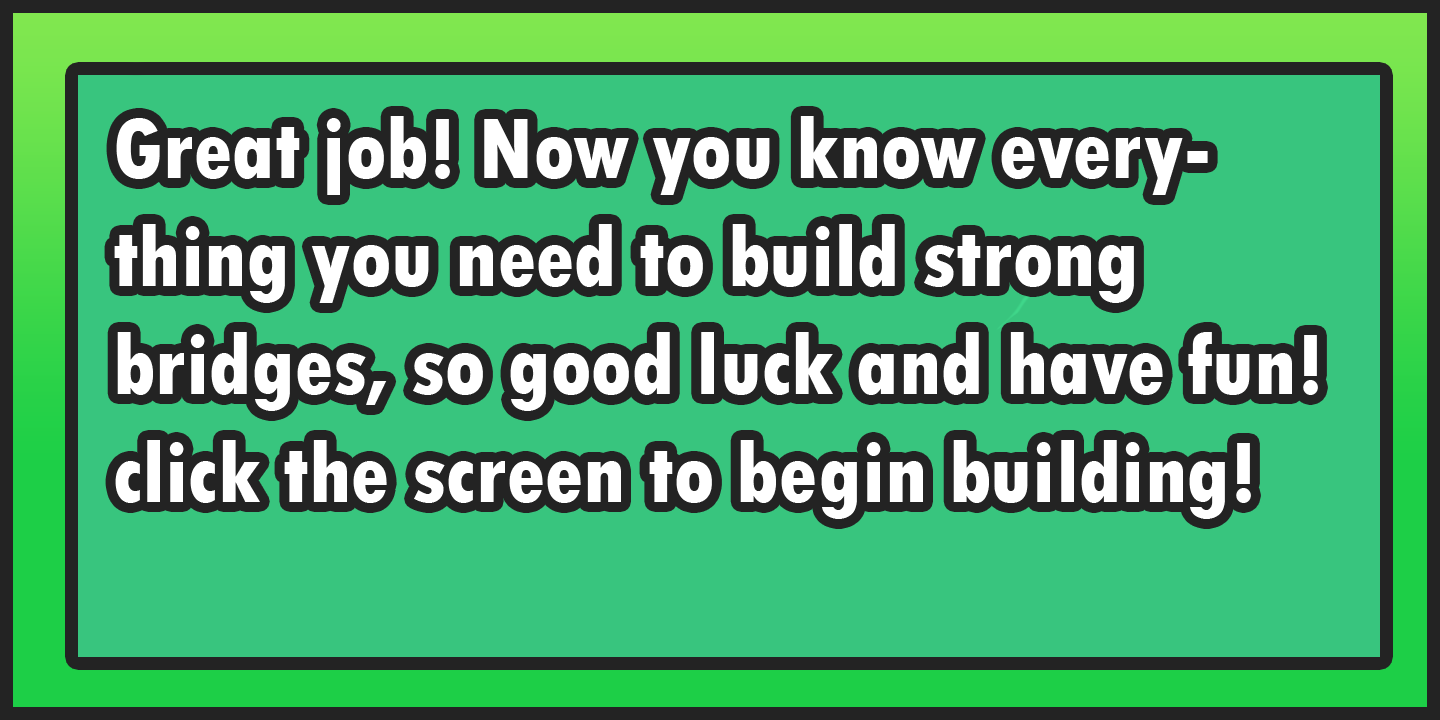 Great job! Now you know every-
thing you need to build strong
bridges, so good luck and have fun!
click the screen to begin building!